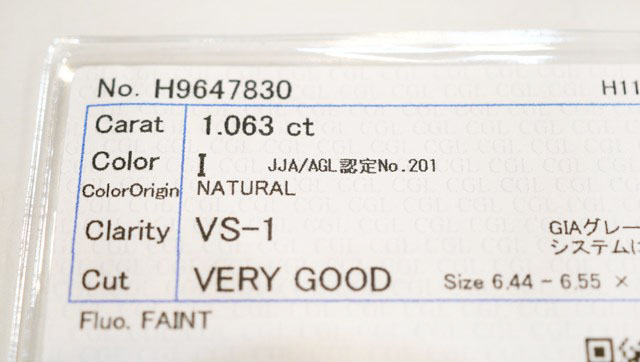 No. H9647830 H11
Carat 1.063 ct
Color I JJA/AGL認定No.201
ColorOrigin NATURAL
Clarity VS-1 GIAグレー
システムに
Cut VERY GOOD Size 6.44 - 6.55 ×
Fluo. FAINT